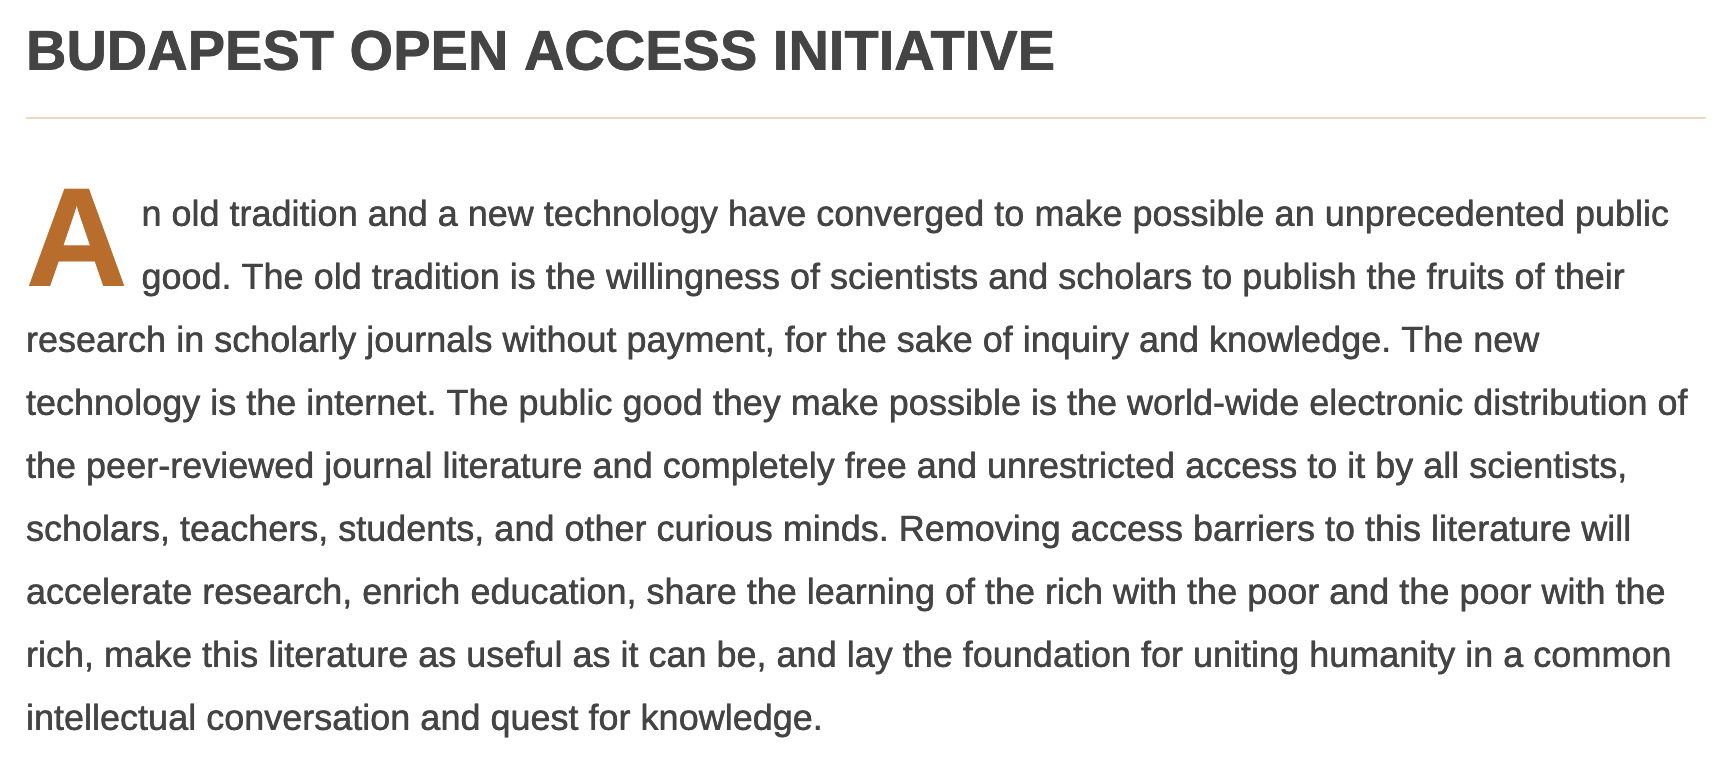 BUDAPEST OPEN ACCESS INITIATIVE
An old tradition and a new technology have converged to make possible an unprecedented public
good. The old tradition is the willingness of scientists and scholars to publish the fruits of their
research in scholarly journals without payment, for the sake of inquiry and knowledge. The new
technology is the internet. The public good they make possible is the world-wide electronic distribution of
the peer-reviewed journal literature and completely free and unrestricted access to it by all scientists,
scholars, teachers, students, and other curious minds. Removing access barriers to this literature will
accelerate research, enrich education, share the learning of the rich with the poor and the poor with the
rich, make this literature as useful as it can be, and lay the foundation for uniting humanity in a common
intellectual conversation and quest for knowledge.